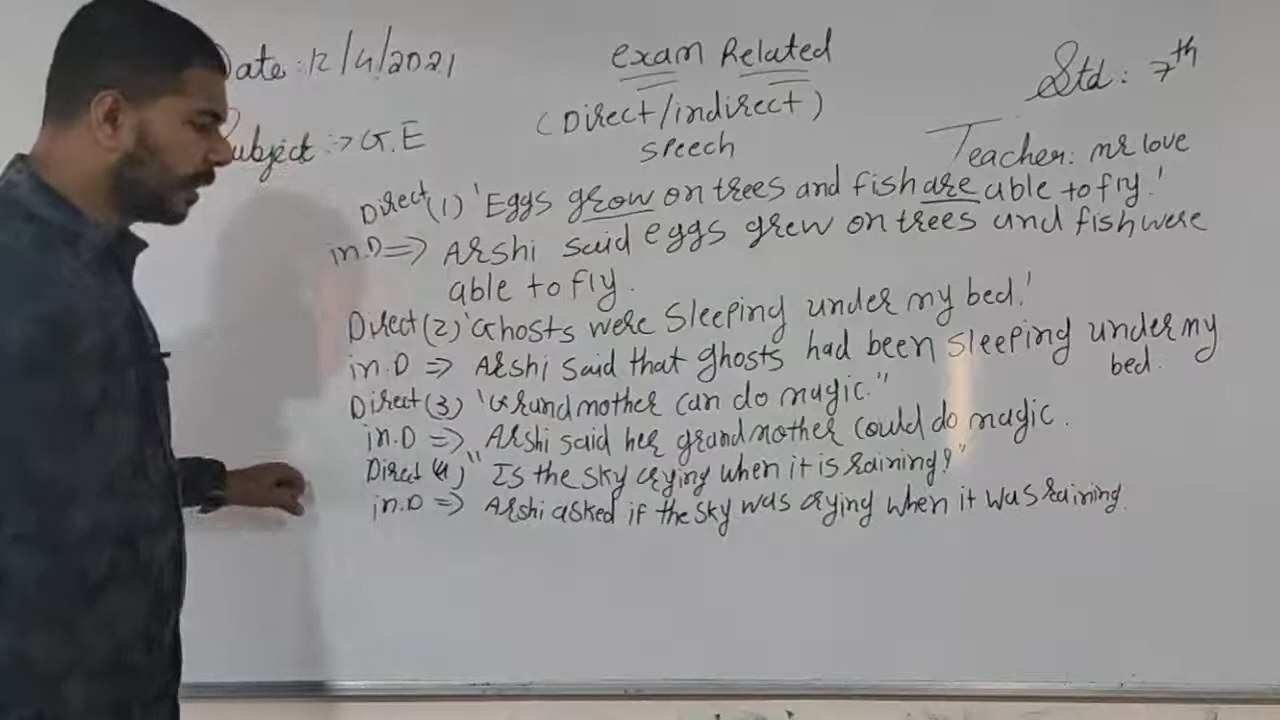 Date: 12/4/2021
exam Related
Std: 7th
Subject :-> G.E
(Direct/indirect)
speech
Teacher: mr love
Direct (1) 'Eggs grow on trees and fish are able to fly.'
in.D => Arshi said eggs grew on trees and fish were
able to fly.
Direct (2) 'Ghosts were sleeping under my bed.'
in.D => Arshi said that ghosts had been sleeping under my
bed.
Direct (3) 'Grandmother can do magic."
in.D => Arshi said her grandmother could do magic.
Direct (4) " Is the sky crying when it is raining?"
in.D => Arshi asked if the sky was crying when it was raining.